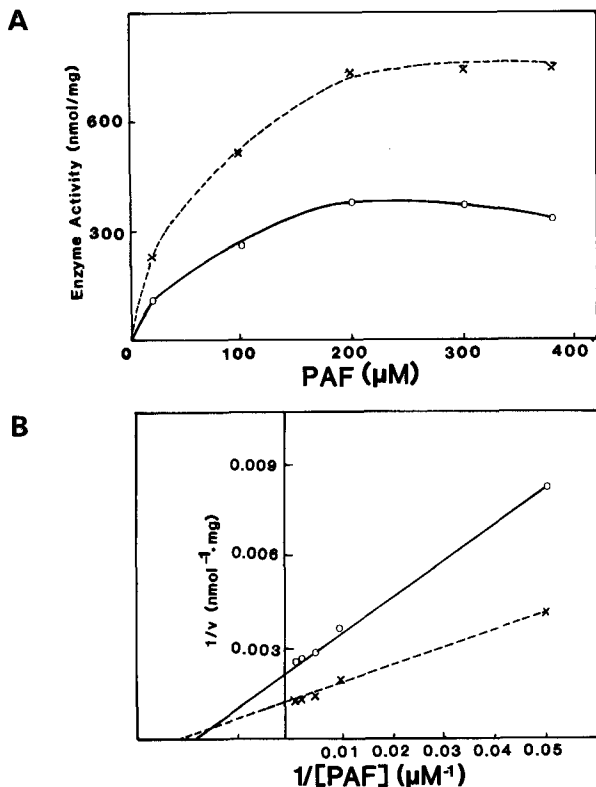 A
Enzyme Activity (nmol/mg)
600
300
0
100
200
300
400
PAF (µM)
B
1/v (nmol⁻¹·mg)
0.009
0.006
0.003
0.01
0.02
0.03
0.04
0.05
1/[PAF] (µM⁻¹)